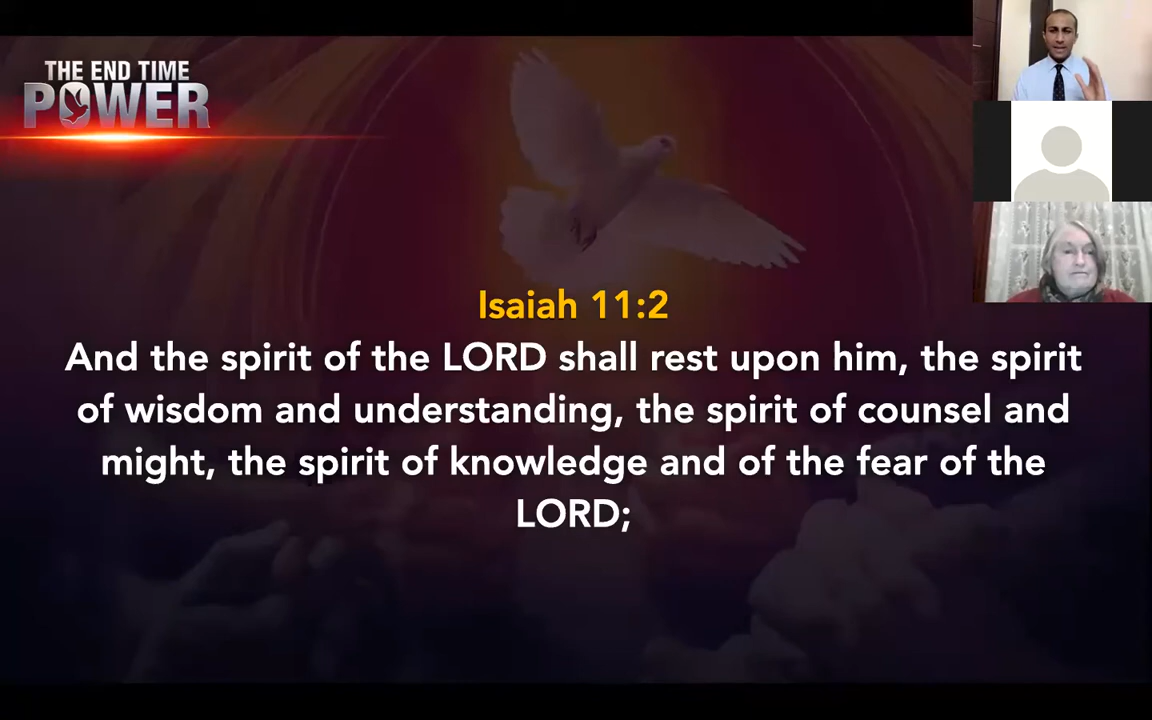 THE END TIME
POWER
Isaiah 11:2
And the spirit of the LORD shall rest upon him, the spirit
of wisdom and understanding, the spirit of counsel and
might, the spirit of knowledge and of the fear of the
LORD;